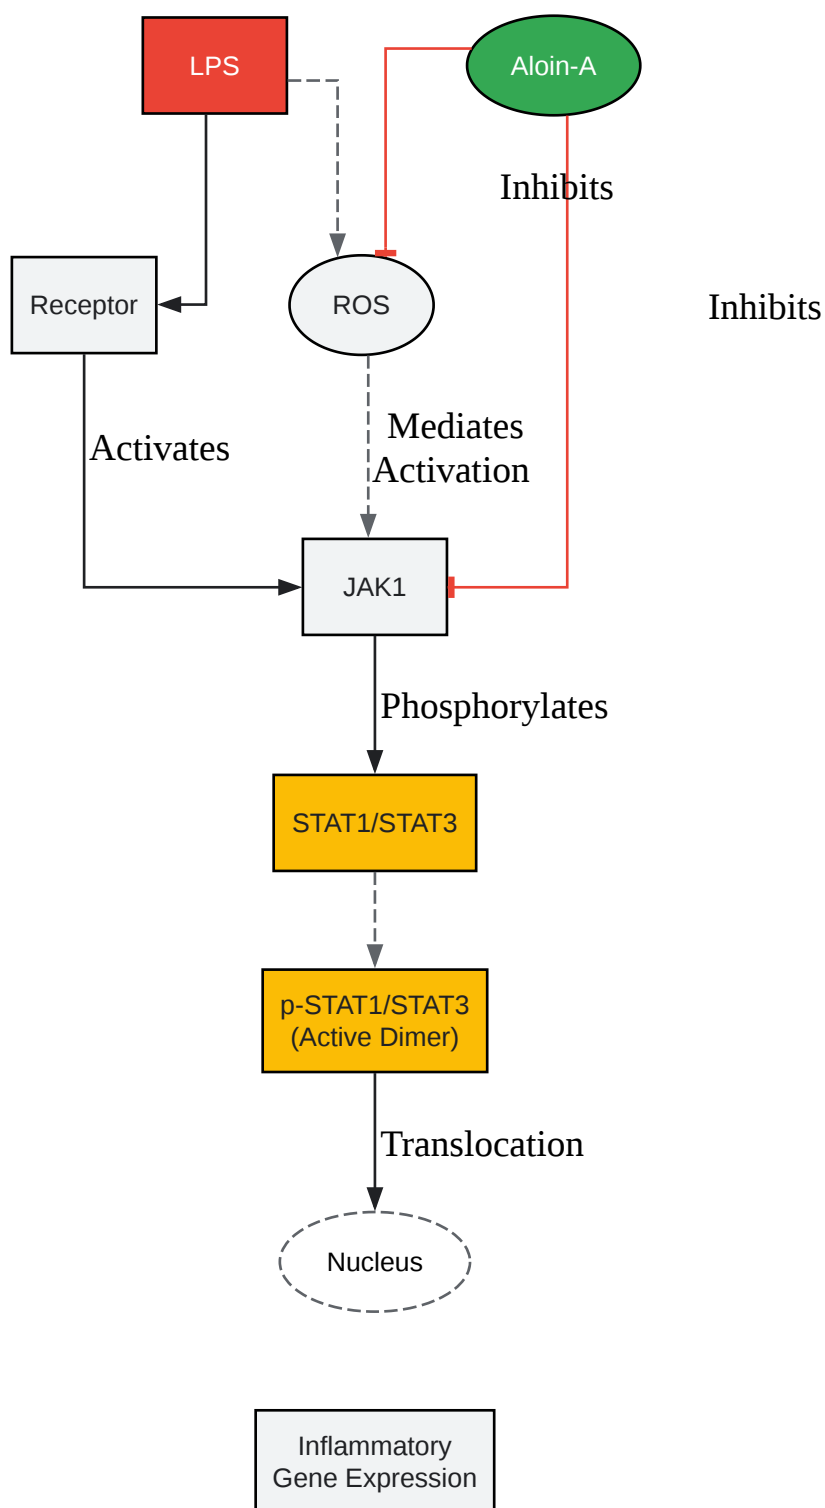 LPS
Aloin-A
Inhibits
Receptor
ROS
Inhibits
Activates
Mediates
Activation
JAK1
Phosphorylates
STAT1/STAT3
p-STAT1/STAT3
(Active Dimer)
Translocation
Nucleus
Inflammatory
Gene Expression